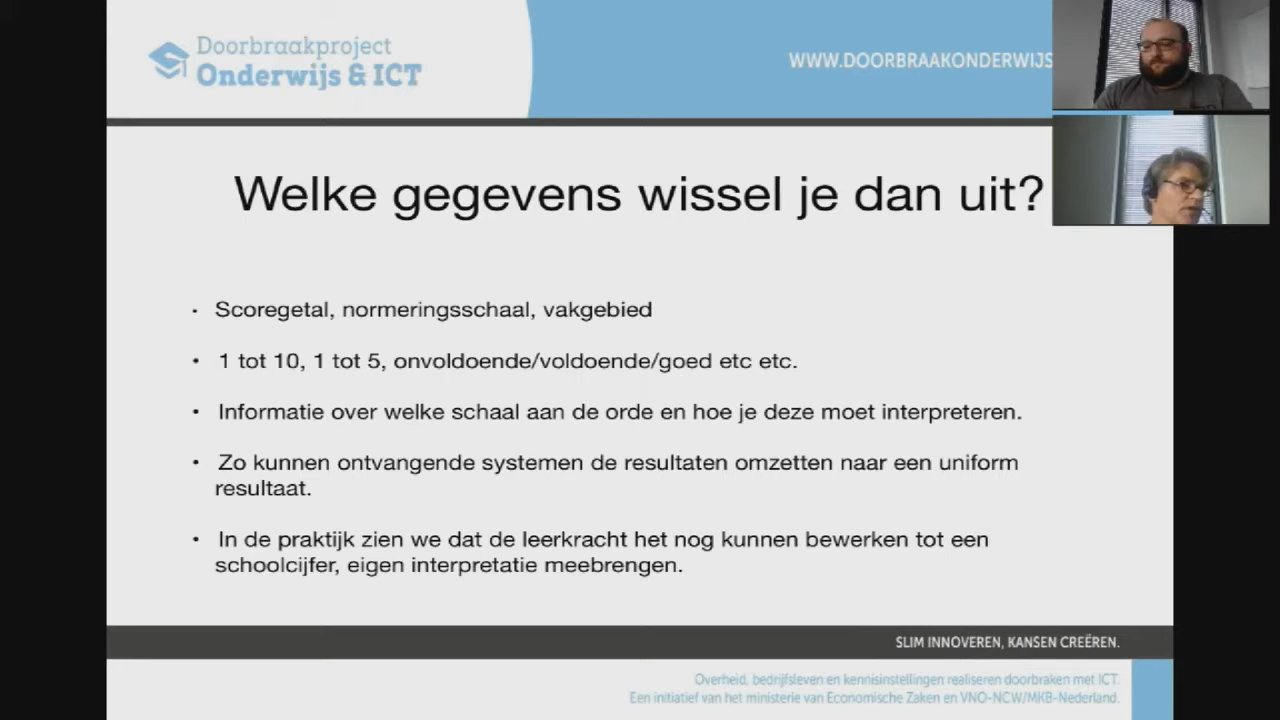 Doorbraakproject
Onderwijs & ICT
WWW.DOORBRAAKONDERWIJS
Welke gegevens wissel je dan uit?
• Scoregetal, normeringsschaal, vakgebied
• 1 tot 10, 1 tot 5, onvoldoende/voldoende/goed etc etc.
• Informatie over welke schaal aan de orde en hoe je deze moet interpreteren.
• Zo kunnen ontvangende systemen de resultaten omzetten naar een uniform
resultaat.
• In de praktijk zien we dat de leerkracht het nog kunnen bewerken tot een
schoolcijfer, eigen interpretatie meebrengen.
SLIM INNOVEREN, KANSEN CREËREN.
Overheid, bedrijfsleven en kennisinstellingen realiseren doorbraken met ICT.
Een initiatief van het ministerie van Economische Zaken en VNO-NCW/MKB-Nederland.